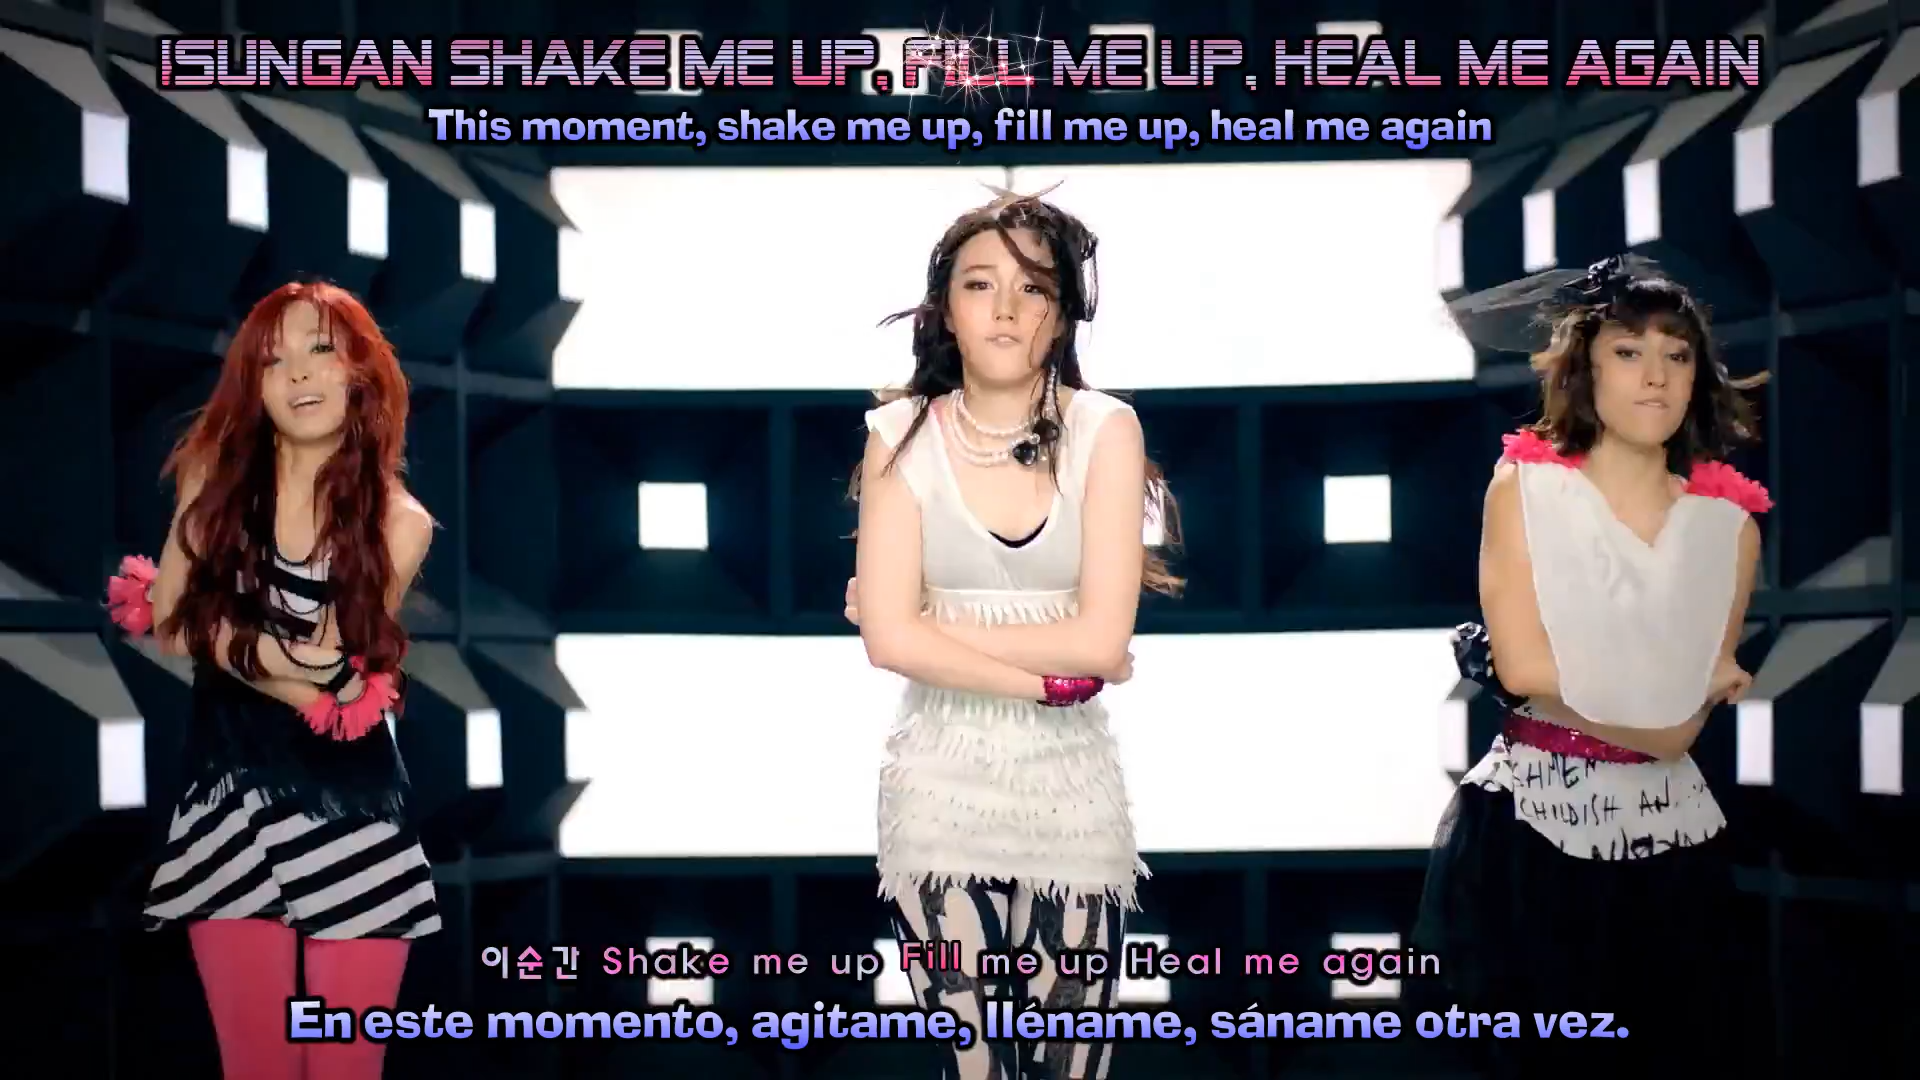 ISUNGAN SHAKE ME UP, FILL ME UP, HEAL ME AGAIN
This moment, shake me up, fill me up, heal me again
CHILDISH AN
이순간 Shake me up Fill me up Heal me again
En este momento, agitame, lléname, sáname otra vez.